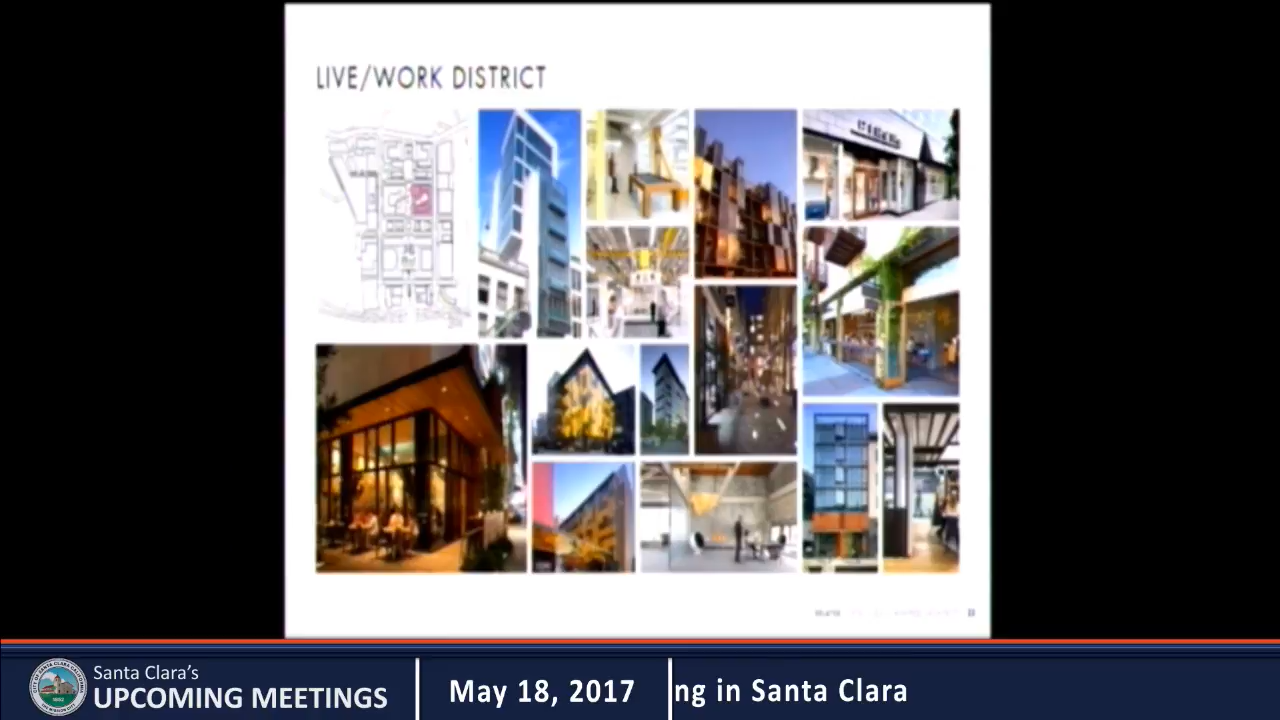 LIVE/WORK DISTRICT
Santa Clara's
UPCOMING MEETINGS
May 18, 2017
ng in Santa Clara